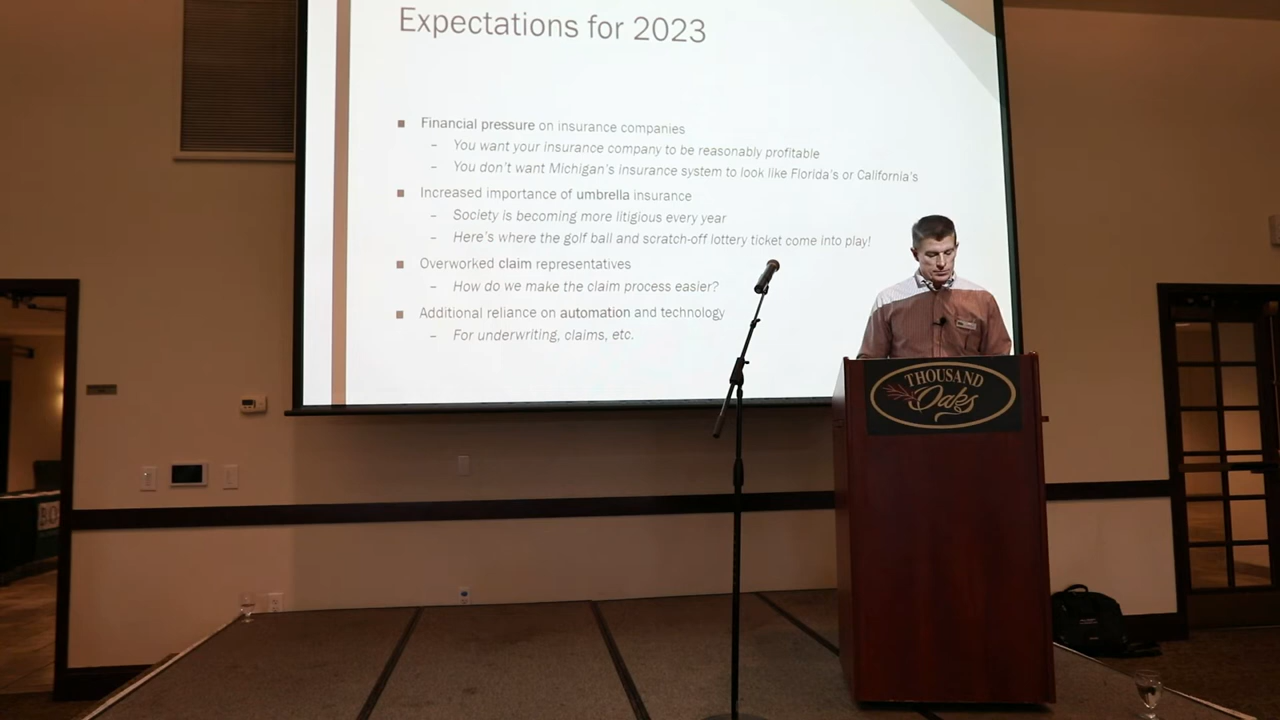 Expectations for 2023
■ Financial pressure on insurance companies
– You want your insurance company to be reasonably profitable
– You don't want Michigan's insurance system to look like Florida's or California's
■ Increased importance of umbrella insurance
– Society is becoming more litigious every year
– Here's where the golf ball and scratch-off lottery ticket come into play!
■ Overworked claim representatives
– How do we make the claim process easier?
■ Additional reliance on automation and technology
– For underwriting, claims, etc.
THOUSAND
Oaks
BO